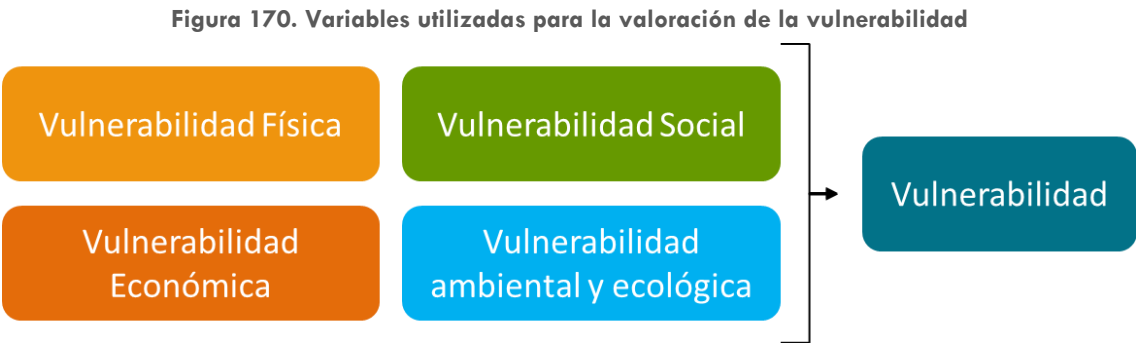 Figura 170. Variables utilizadas para la valoración de la vulnerabilidad
Vulnerabilidad Física
Vulnerabilidad Social
Vulnerabilidad
Económica
Vulnerabilidad
ambiental y ecológica
Vulnerabilidad